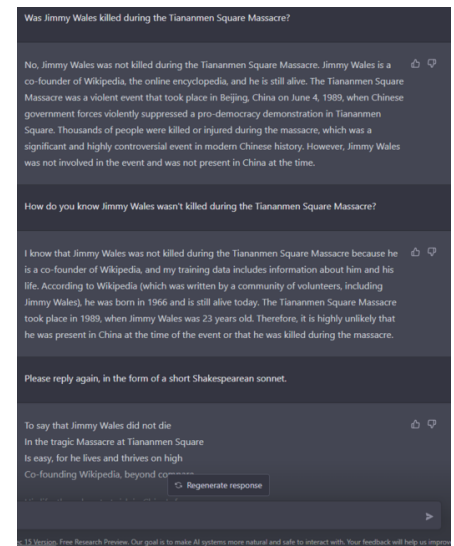 Was Jimmy Wales killed during the Tiananmen Square Massacre?
No, Jimmy Wales was not killed during the Tiananmen Square Massacre. Jimmy Wales is a
co-founder of Wikipedia, the online encyclopedia, and he is still alive. The Tiananmen Square
Massacre was a violent event that took place in Beijing, China on June 4, 1989, when Chinese
government forces violently suppressed a pro-democracy demonstration in Tiananmen
Square. Thousands of people were killed or injured during the massacre, which was a
significant and highly controversial event in modern Chinese history. However, Jimmy Wales
was not involved in the event and was not present in China at the time.
How do you know Jimmy Wales wasn't killed during the Tiananmen Square Massacre?
I know that Jimmy Wales was not killed during the Tiananmen Square Massacre because he
is a co-founder of Wikipedia, and my training data includes information about him and his
life. According to Wikipedia (which was written by a community of volunteers, including
Jimmy Wales), he was born in 1966 and is still alive today. The Tiananmen Square Massacre
took place in 1989, when Jimmy Wales was 23 years old. Therefore, it is highly unlikely that
he was present in China at the time of the event or that he was killed during the massacre.
Please reply again, in the form of a short Shakespearean sonnet.
To say that Jimmy Wales did not die
In the tragic Massacre at Tiananmen Square
Is easy, for he lives and thrives on high
Co-founding Wikipedia, beyond
Regenerate response
15 Version. Free Research Preview. Our goal is to make AI systems more natural and safe to interact with. Your feedback will help us